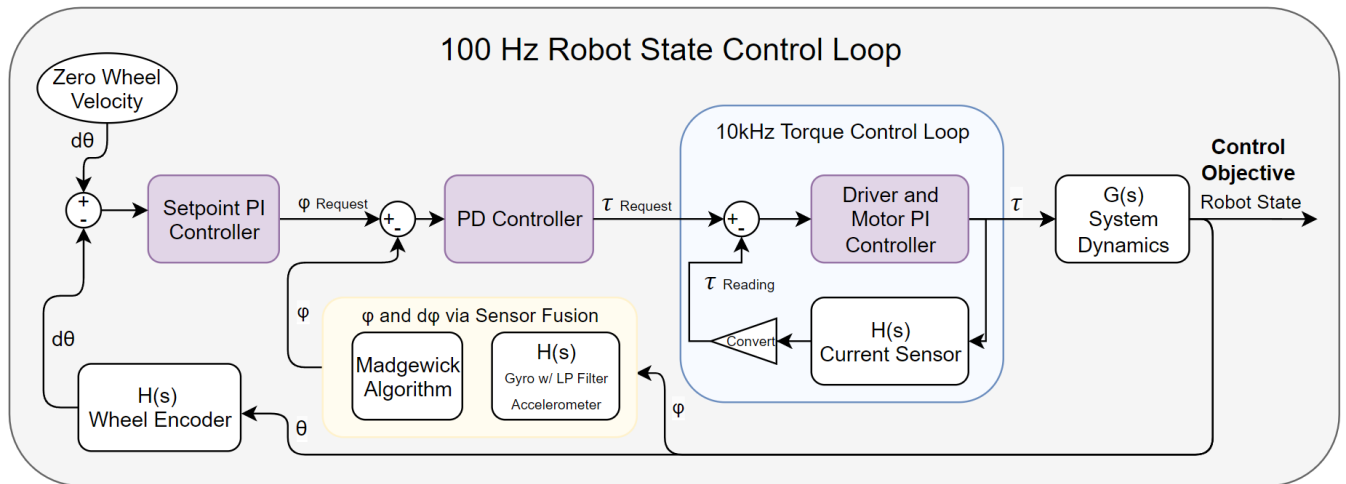 100 Hz Robot State Control Loop
Zero Wheel
Velocity
dθ
+
-
Setpoint PI
Controller
φ Request
+
-
PD Controller
τ Request
10kHz Torque Control Loop
+
-
Driver and
Motor PI
Controller
τ
G(s)
System
Dynamics
Control
Objective
Robot State
τ Reading
Convert
H(s)
Current Sensor
φ
φ and dφ via Sensor Fusion
Madgewick
Algorithm
H(s)
Gyro w/ LP Filter
Accelerometer
φ
dθ
H(s)
Wheel Encoder
θ